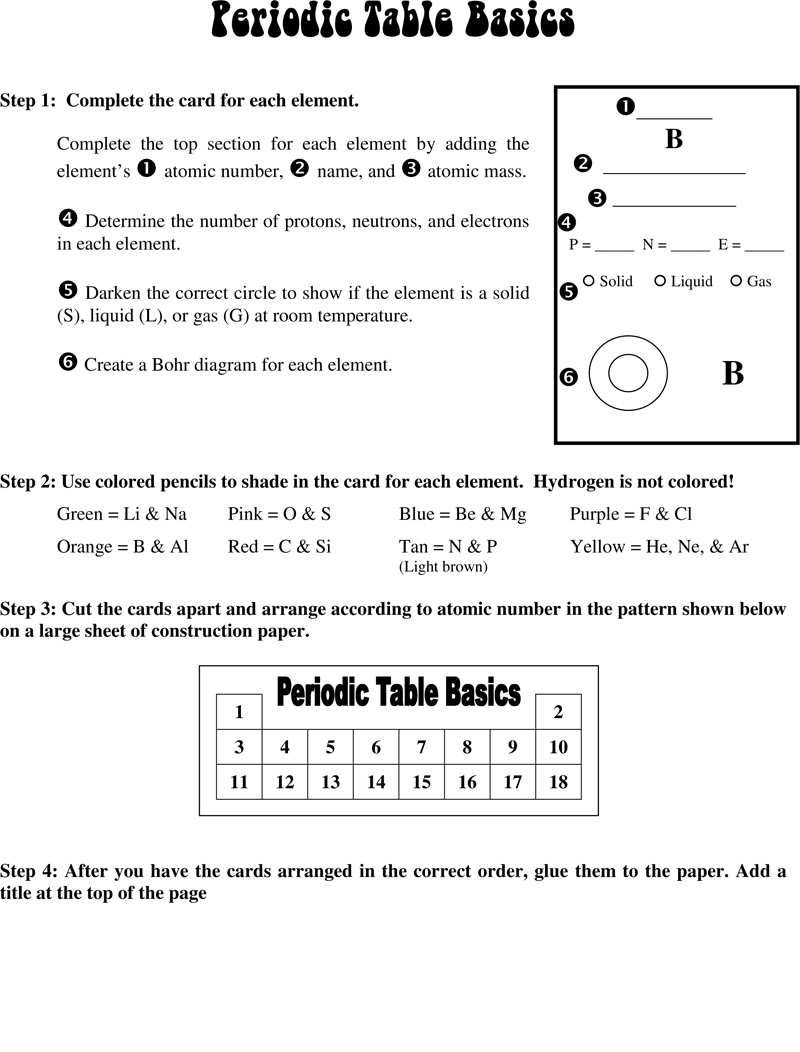 Periodic Table Basics
Step 1:  Complete the card for each element.
Complete the top section for each element by adding the
element's ❶ atomic number, ❷ name, and ❸ atomic mass.
❹ Determine the number of protons, neutrons, and electrons
in each element.
❺ Darken the correct circle to show if the element is a solid
(S), liquid (L), or gas (G) at room temperature.
❻ Create a Bohr diagram for each element.
❶ ________
B
❷ _______________
❸ _____________
❹
P = _____  N = _____  E = _____
❺ O Solid  O Liquid  O Gas
❻ B
Step 2: Use colored pencils to shade in the card for each element.  Hydrogen is not colored!
Green = Li & Na  Pink = O & S  Blue = Be & Mg  Purple = F & Cl
Orange = B & Al  Red = C & Si  Tan = N & P  Yellow = He, Ne, & Ar
(Light brown)
Step 3: Cut the cards apart and arrange according to atomic number in the pattern shown below
on a large sheet of construction paper.
Periodic Table Basics
1 2
3 4 5 6 7 8 9 10
11 12 13 14 15 16 17 18
Step 4: After you have the cards arranged in the correct order, glue them to the paper. Add a
title at the top of the page